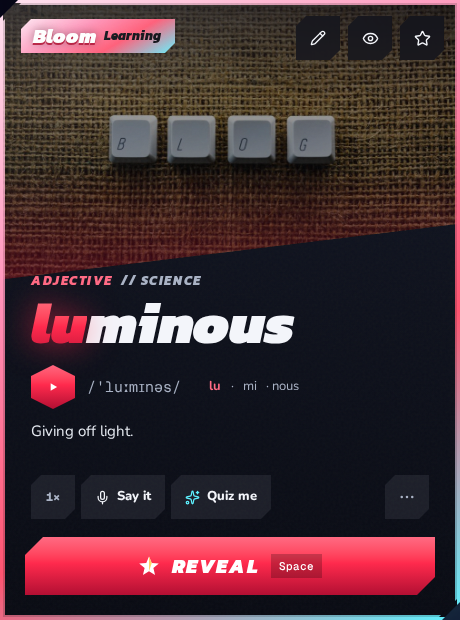 Bloom Learning
B L O G
ADJECTIVE // SCIENCE
luminous
/ˈluːmɪnəs/ lu · mi · nous
Giving off light.
1× Say it Quiz me ...
REVEAL Space